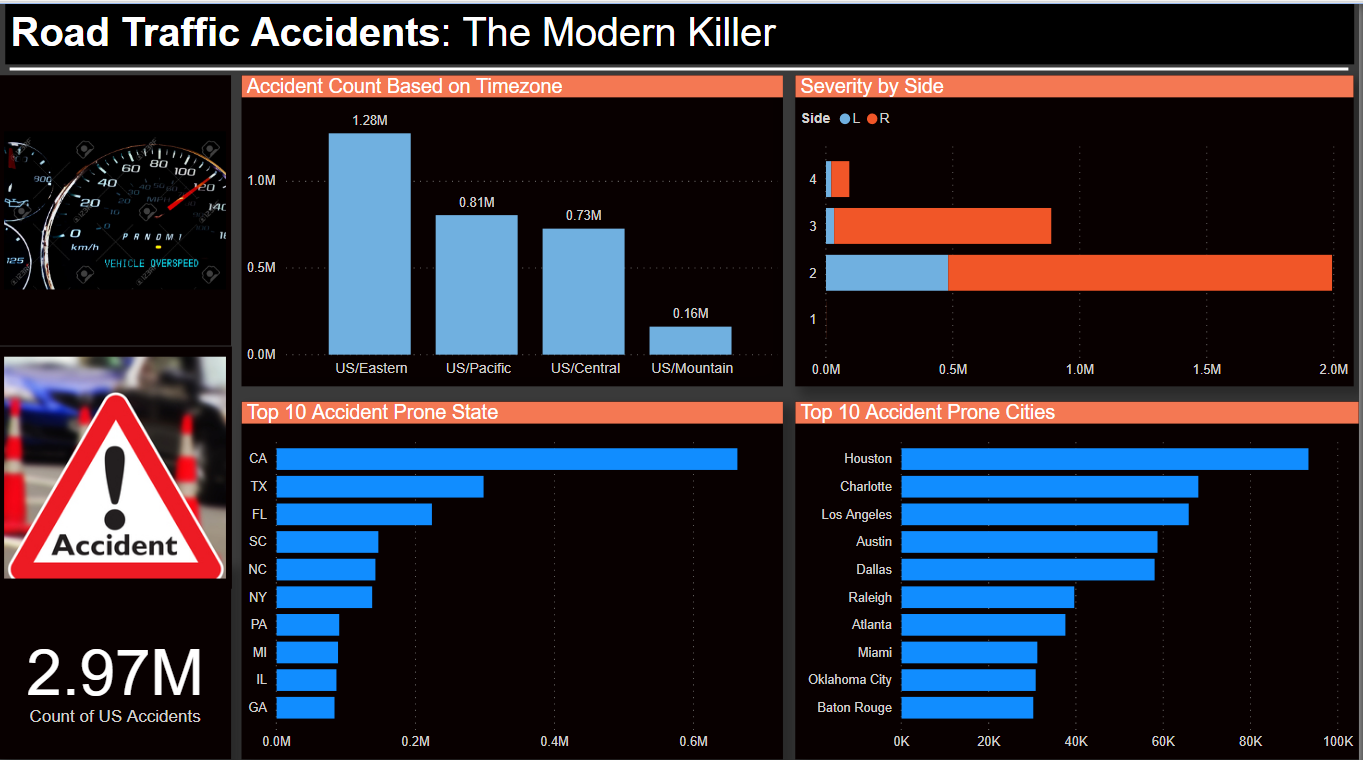 Road Traffic Accidents: The Modern Killer
Accident Count Based on Timezone
1.28M
0.81M
0.73M
0.16M
1.0M
0.5M
0.0M
US/Eastern US/Pacific US/Central US/Mountain
Severity by Side
Side L R
4
3
2
1
0.0M 0.5M 1.0M 1.5M 2.0M
20 40 60 80 100 120
0
km/h
P R N D M I
VEHICLE OVERSPEED
125
Accident
2.97M
Count of US Accidents
Top 10 Accident Prone State
CA
TX
FL
SC
NC
NY
PA
MI
IL
GA
0.0M 0.2M 0.4M 0.6M
Top 10 Accident Prone Cities
Houston
Charlotte
Los Angeles
Austin
Dallas
Raleigh
Atlanta
Miami
Oklahoma City
Baton Rouge
0K 20K 40K 60K 80K 100K